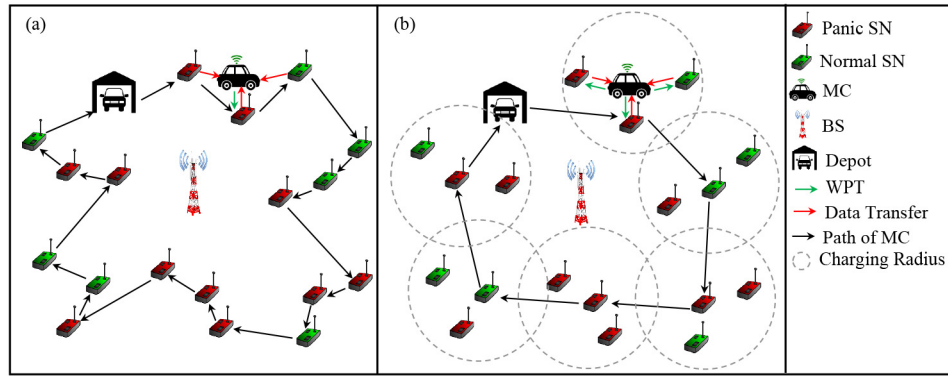 (a)
(b)
Panic SN
Normal SN
MC
BS
Depot
WPT
Data Transfer
Path of MC
Charging Radius